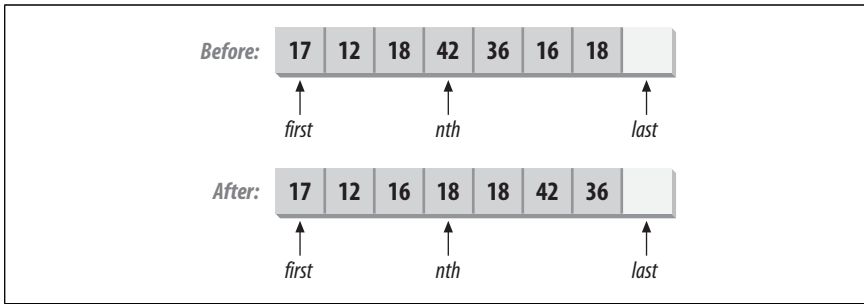 Before: 17 12 18 42 36 16 18
first nth last
After: 17 12 16 18 18 42 36
first nth last